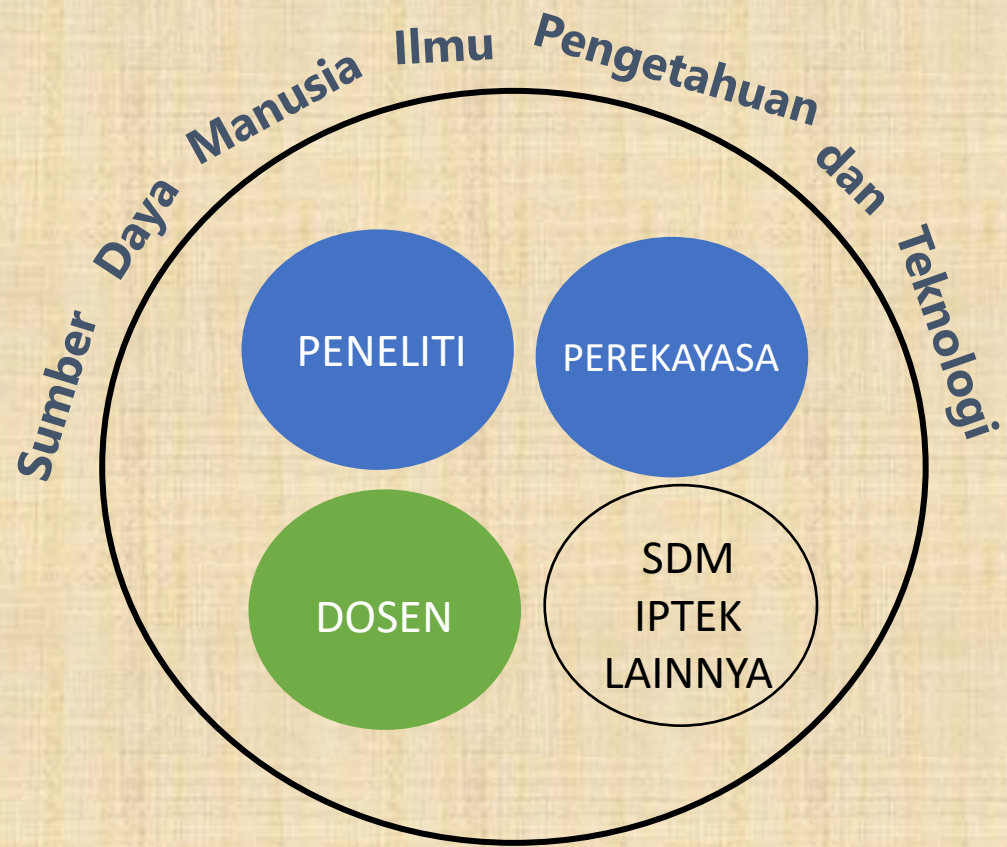 Sumber Daya Manusia Ilmu Pengetahuan dan Teknologi
PENELITI
PEREKAYASA
DOSEN
SDM
IPTEK
LAINNYA